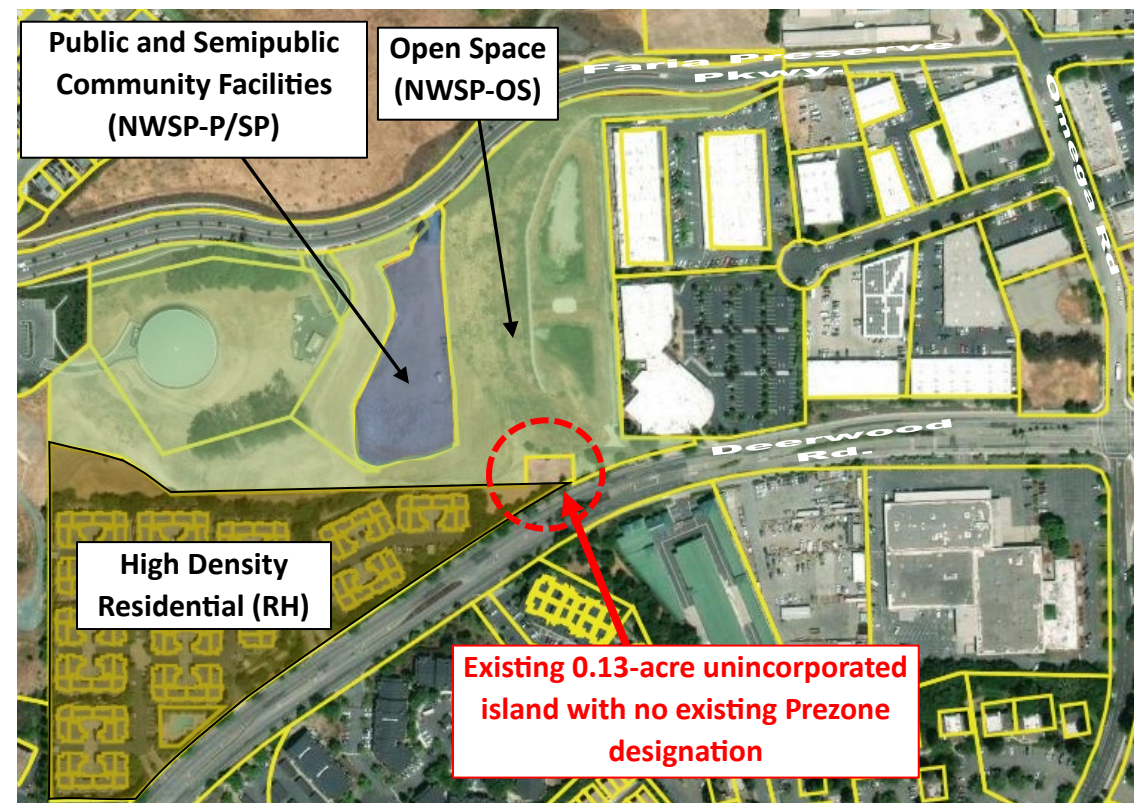 Public and Semipublic
Community Facilities
(NWSP-P/SP)
Open Space
(NWSP-OS)
Faria Preserve
Pkwy.
Omega Rd
Deerwood
Rd.
High Density
Residential (RH)
Existing 0.13-acre unincorporated
island with no existing Prezone
designation